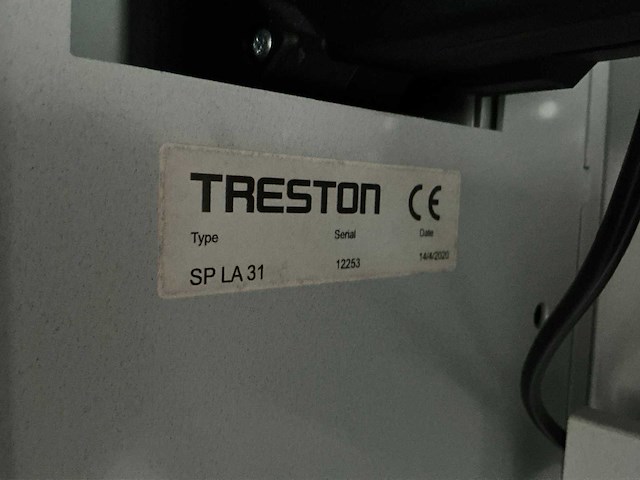 TRESTON CE
Type Serial Date
SP LA 31 12253 14/4/2020